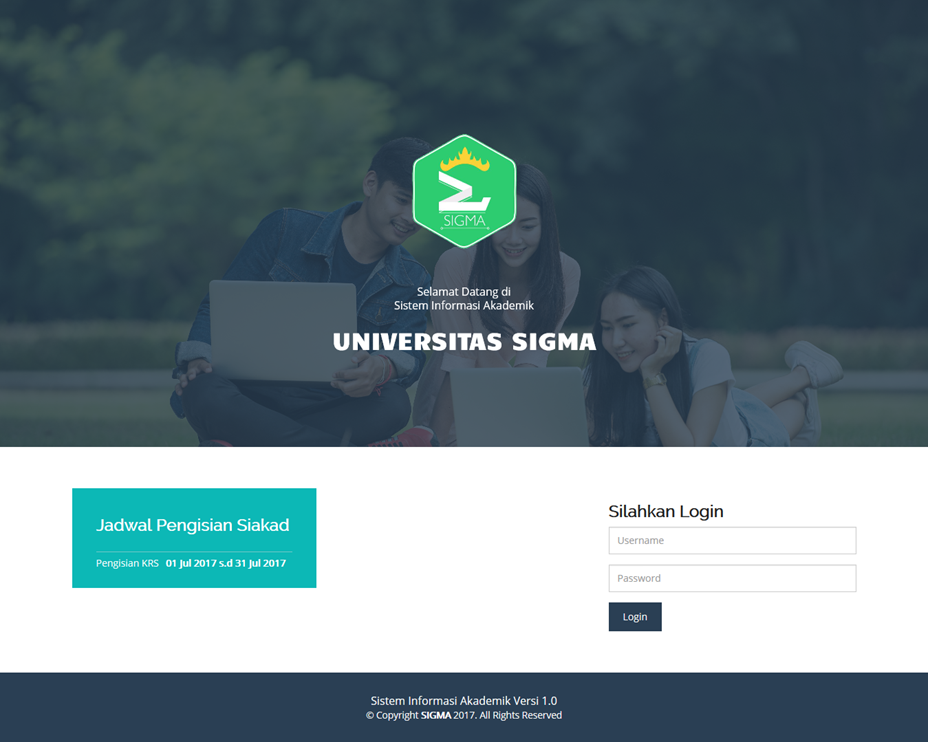 SIGMA
Selamat Datang di
Sistem Informasi Akademik
UNIVERSITAS SIGMA
Jadwal Pengisian Siakad
Pengisian KRS 01 Jul 2017 s.d 31 Jul 2017
Silahkan Login
Username
Password
Login
Sistem Informasi Akademik Versi 1.0
© Copyright SIGMA 2017. All Rights Reserved